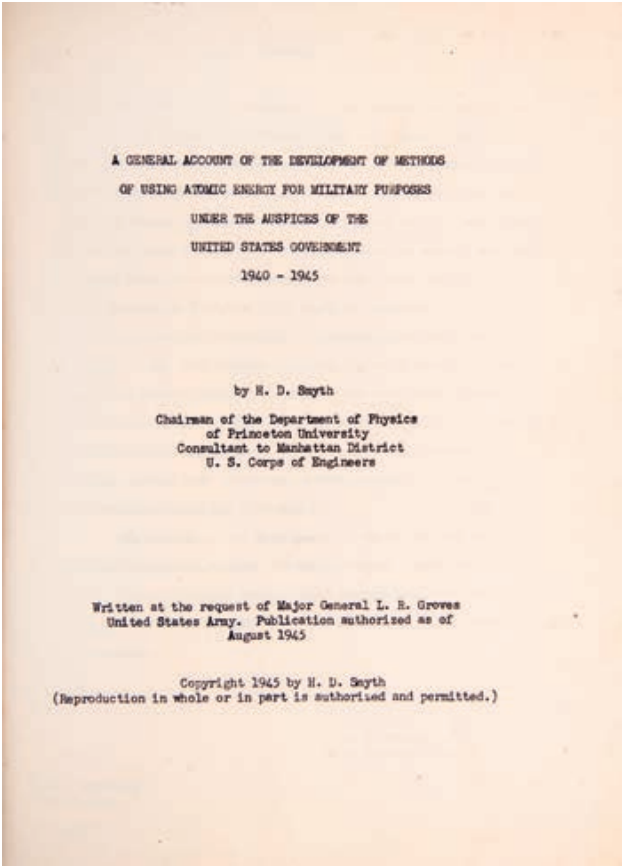 A GENERAL ACCOUNT OF THE DEVELOPMENT OF METHODS
OF USING ATOMIC ENERGY FOR MILITARY PURPOSES
UNDER THE AUSPICES OF THE
UNITED STATES GOVERNMENT
1940 - 1945
by H. D. Smyth
Chairman of the Department of Physics
of Princeton University
Consultant to Manhattan District
U. S. Corps of Engineers
Written at the request of Major General L. R. Groves
United States Army. Publication authorized as of
August 1945
Copyright 1945 by H. D. Smyth
(Reproduction in whole or in part is authorized and permitted.)